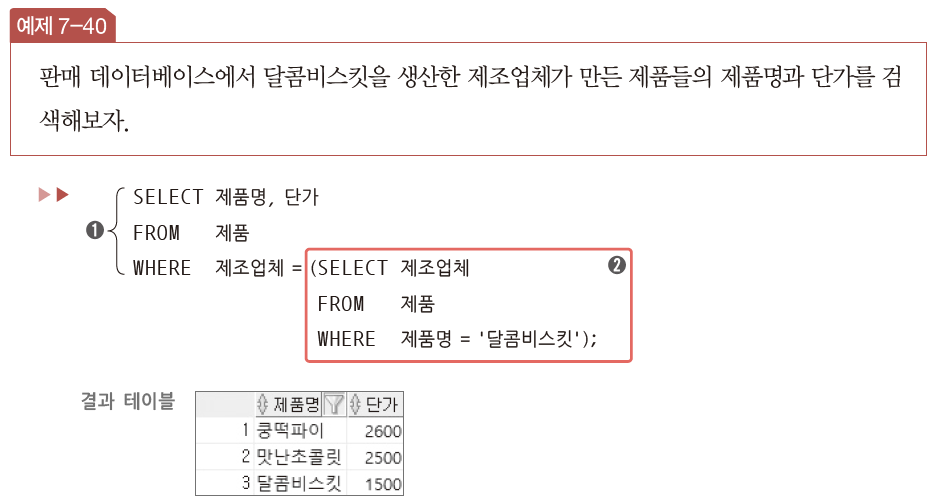 예제 7-40
판매 데이터베이스에서 달콤비스킷을 생산한 제조업체가 만든 제품들의 제품명과 단가를 검
색해보자.
SELECT 제품명, 단가
❶ FROM 제품
WHERE 제조업체 = (SELECT 제조업체 ❷
FROM 제품
WHERE 제품명 = '달콤비스킷');
결과 테이블
제품명 단가
1 쿵떡파이 2600
2 맛난초콜릿 2500
3 달콤비스킷 1500